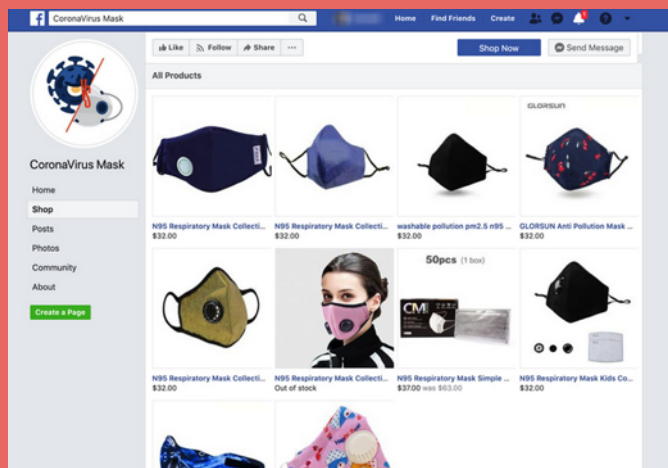 CoronaVirus Mask
Home Find Friends Create
Like Follow Share ...
Shop Now
Send Message
All Products
CoronaVirus Mask
Home
Shop
Posts
Photos
Community
About
Create a Page
GLORSUN
N95 Respiratory Mask Collecti...
$32.00
N95 Respiratory Mask Collecti...
$32.00
washable pollution pm2.5 n95 ...
$32.00
GLORSUN Anti Pollution Mask ...
$32.00
50pcs (1 box)
CM
N95 Respiratory Mask Collecti...
$32.00
N95 Respiratory Mask Collecti...
Out of stock
N95 Respiratory Mask Simple ...
$37.00 was $63.00
N95 Respiratory Mask Kids Co...
$32.00